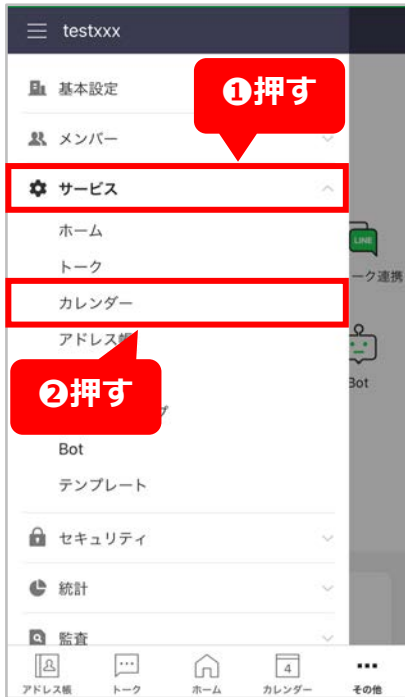 testxxx
基本設定
❶押す
メンバー
サービス
ホーム
LINE
トーク
ーク連携
カレンダー
アドレス帳
Bot
❷押す
Bot
テンプレート
セキュリティ
統計
監査
4
アドレス帳
トーク
ホーム
カレンダー
その他